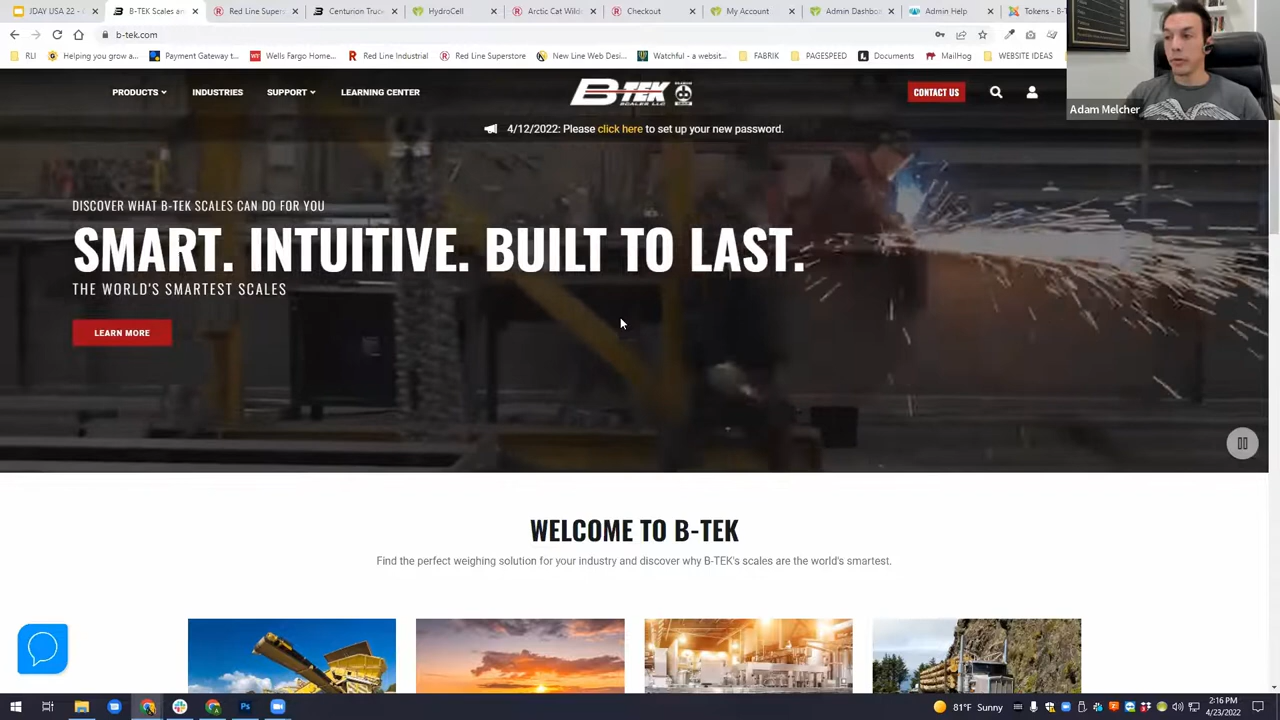 JDAY USA 22 -
B-TEK Scales ar
Red Line Supers
Centurion Truck
HydroCell
Arctic Cat Wild
Checkout
My Account
Admin Dashbo
Admin Help
Tokens - B-T
b-tek.com
RLI
Helping you grow a...
Payment Gateway t...
Wells Fargo Home...
Red Line Industrial
Red Line Superstore
New Line Web Desi...
Watchful - a websit...
FABRIK
PAGESPEED
Documents
MailHog
WEBSITE IDEAS
Adam Melcher
PRODUCTS
INDUSTRIES
SUPPORT
LEARNING CENTER
B-TEK
SCALES LLC
CONTACT US
4/12/2022: Please click here to set up your new password.
DISCOVER WHAT B-TEK SCALES CAN DO FOR YOU
SMART. INTUITIVE. BUILT TO LAST.
THE WORLD'S SMARTEST SCALES
LEARN MORE
WELCOME TO B-TEK
Find the perfect weighing solution for your industry and discover why B-TEK's scales are the world's smartest.
81°F Sunny
2:16 PM
4/23/2022